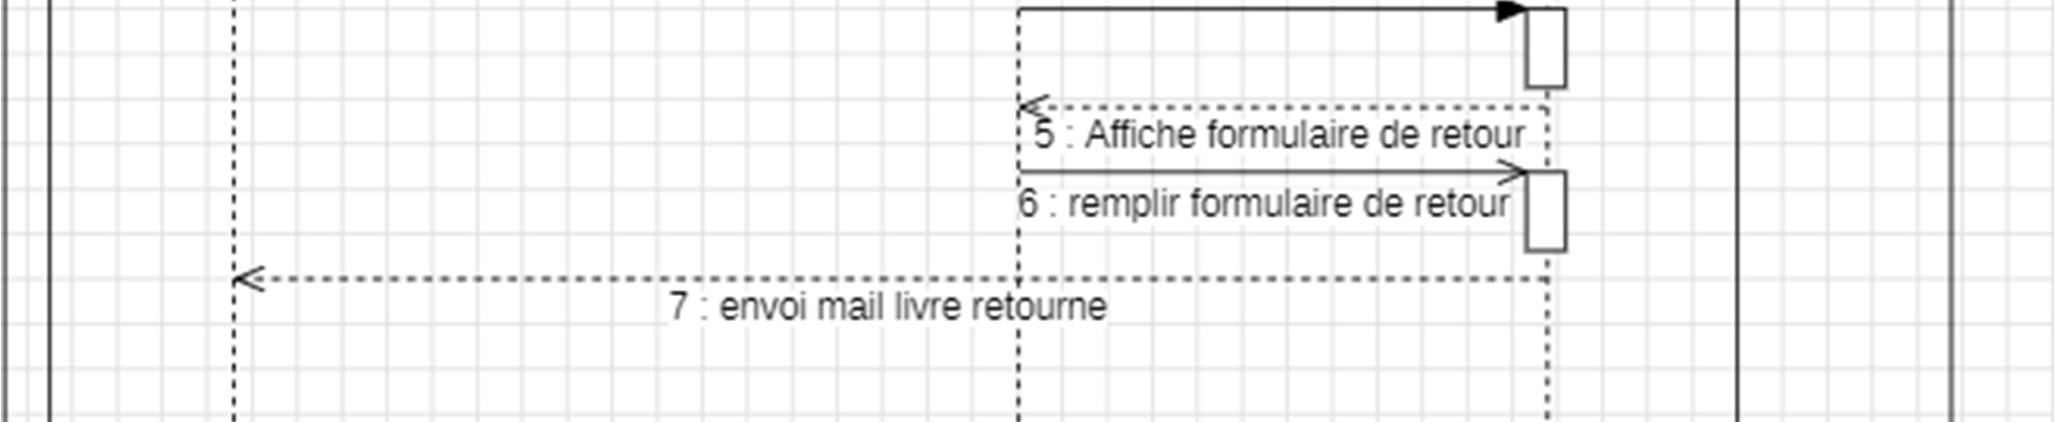 5 : Affiche formulaire de retour
6 : remplir formulaire de retour
7 : envoi mail livre retourne